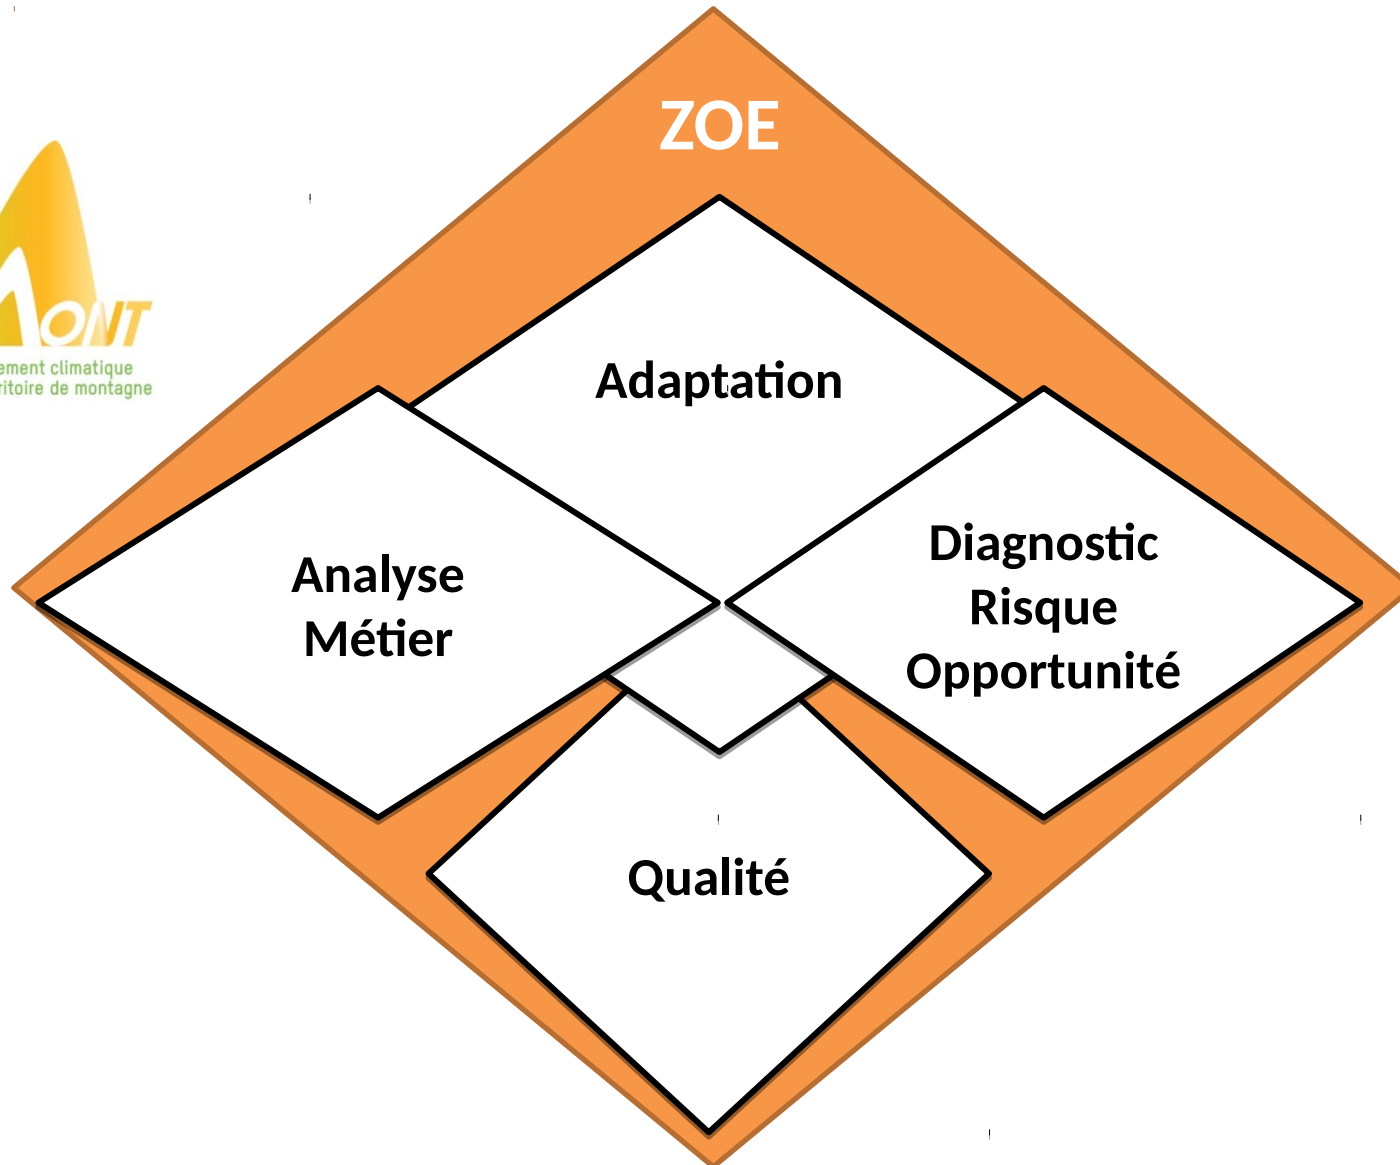 ZOE
ONT
ement climatique
ritoire de montagne
Adaptation
Analyse
Métier
Diagnostic
Risque
Opportunité
Qualité